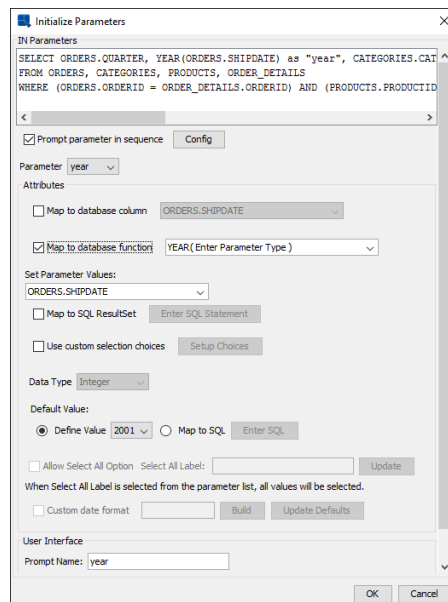 Initialize Parameters
IN Parameters
SELECT ORDERS.QUARTER, YEAR(ORDERS.SHIPDATE) as "year", CATEGORIES.CAT
FROM ORDERS, CATEGORIES, PRODUCTS, ORDER_DETAILS
WHERE (ORDERS.ORDERID = ORDER_DETAILS.ORDERID) AND (PRODUCTS.PRODUCTID
Prompt parameter in sequence Config
Parameter year
Attributes
Map to database column ORDERS.SHIPDATE
Map to database function YEAR( Enter Parameter Type )
Set Parameter Values:
ORDERS.SHIPDATE
Map to SQL ResultSet Enter SQL Statement
Use custom selection choices Setup Choices
Data Type Integer
Default Value:
Define Value 2001 Map to SQL Enter SQL
Allow Select All Option Select All Label: Update
When Select All Label is selected from the parameter list, all values will be selected.
Custom date format Build Update Defaults
User Interface
Prompt Name: year
OK Cancel